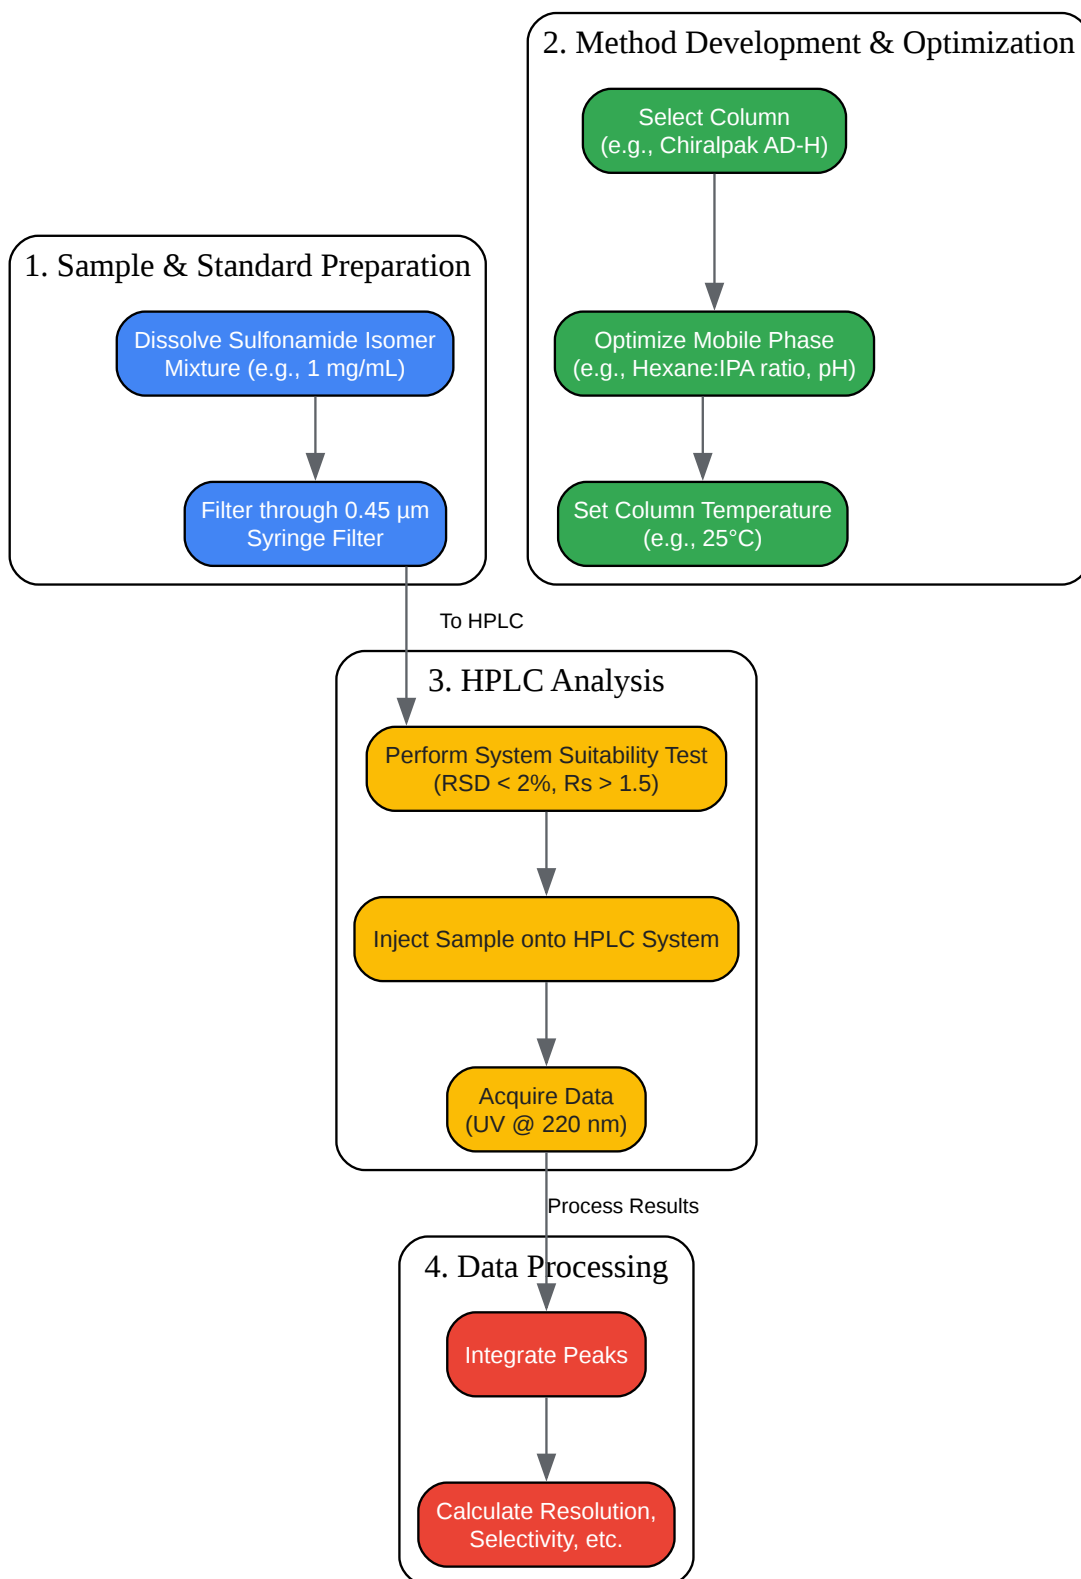 2. Method Development & Optimization
Select Column
(e.g., Chiralpak AD-H)
Optimize Mobile Phase
(e.g., Hexane:IPA ratio, pH)
Set Column Temperature
(e.g., 25°C)
1. Sample & Standard Preparation
Dissolve Sulfonamide Isomer
Mixture (e.g., 1 mg/mL)
Filter through 0.45 µm
Syringe Filter
To HPLC
3. HPLC Analysis
Perform System Suitability Test
(RSD < 2%, Rs > 1.5)
Inject Sample onto HPLC System
Acquire Data
(UV @ 220 nm)
Process Results
4. Data Processing
Integrate Peaks
Calculate Resolution,
Selectivity, etc.